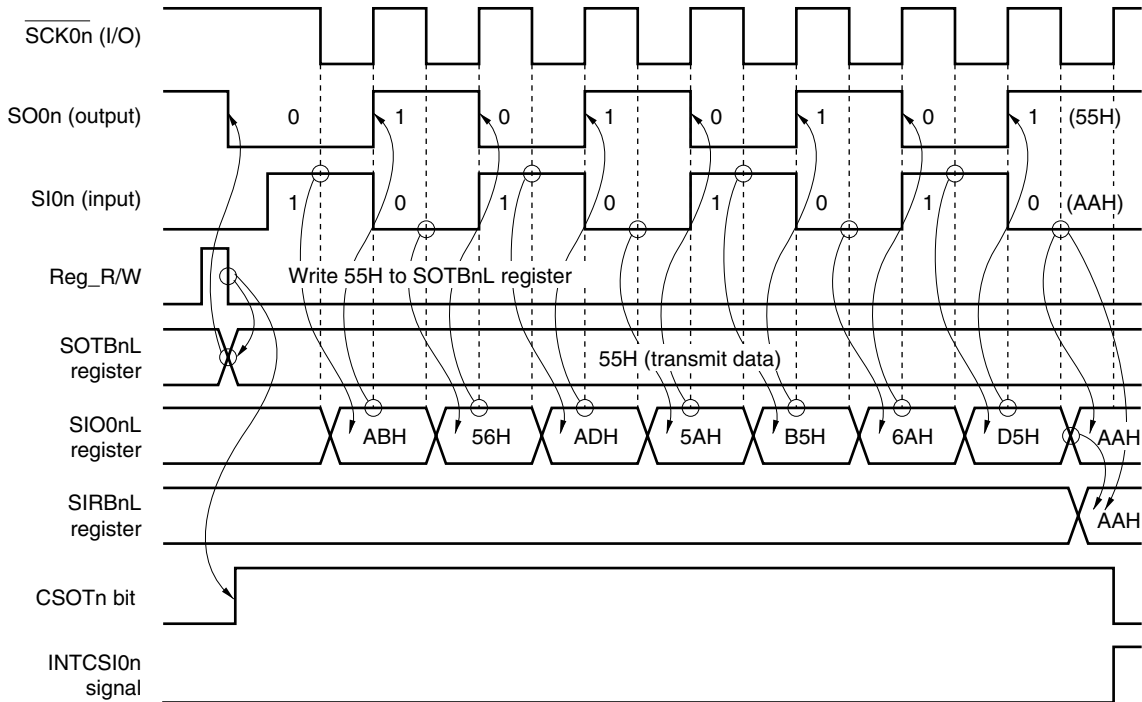 SCK0n (I/O)
SO0n (output)
0 1 0 1 0 1 0 1 (55H)
SI0n (input)
1 0 1 0 1 0 1 0 (AAH)
Reg_R/W
Write 55H to SOTBnL register
SOTBnL
register
55H (transmit data)
SIO0nL
register
ABH 56H ADH 5AH B5H 6AH D5H AAH
SIRBnL
register
AAH
CSOTn bit
INTCSI0n
signal